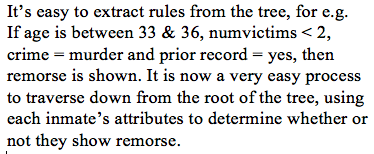 It's easy to extract rules from the tree, for e.g.
If age is between 33 & 36, numvictims < 2,
crime = murder and prior record = yes, then
remorse is shown. It is now a very easy process
to traverse down from the root of the tree, using
each inmate's attributes to determine whether or
not they show remorse.